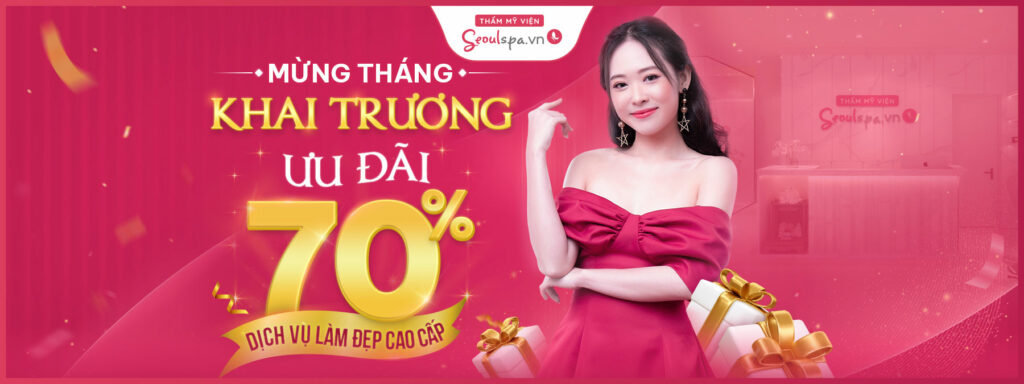 THẨM MỸ VIỆN
Seoulspa.vn
MỪNG THÁNG
KHAI TRƯƠNG
ƯU ĐÃI
70%
DỊCH VỤ LÀM ĐẸP CAO CẤP
THẨM MỸ VIỆN
Seoulspa.vn